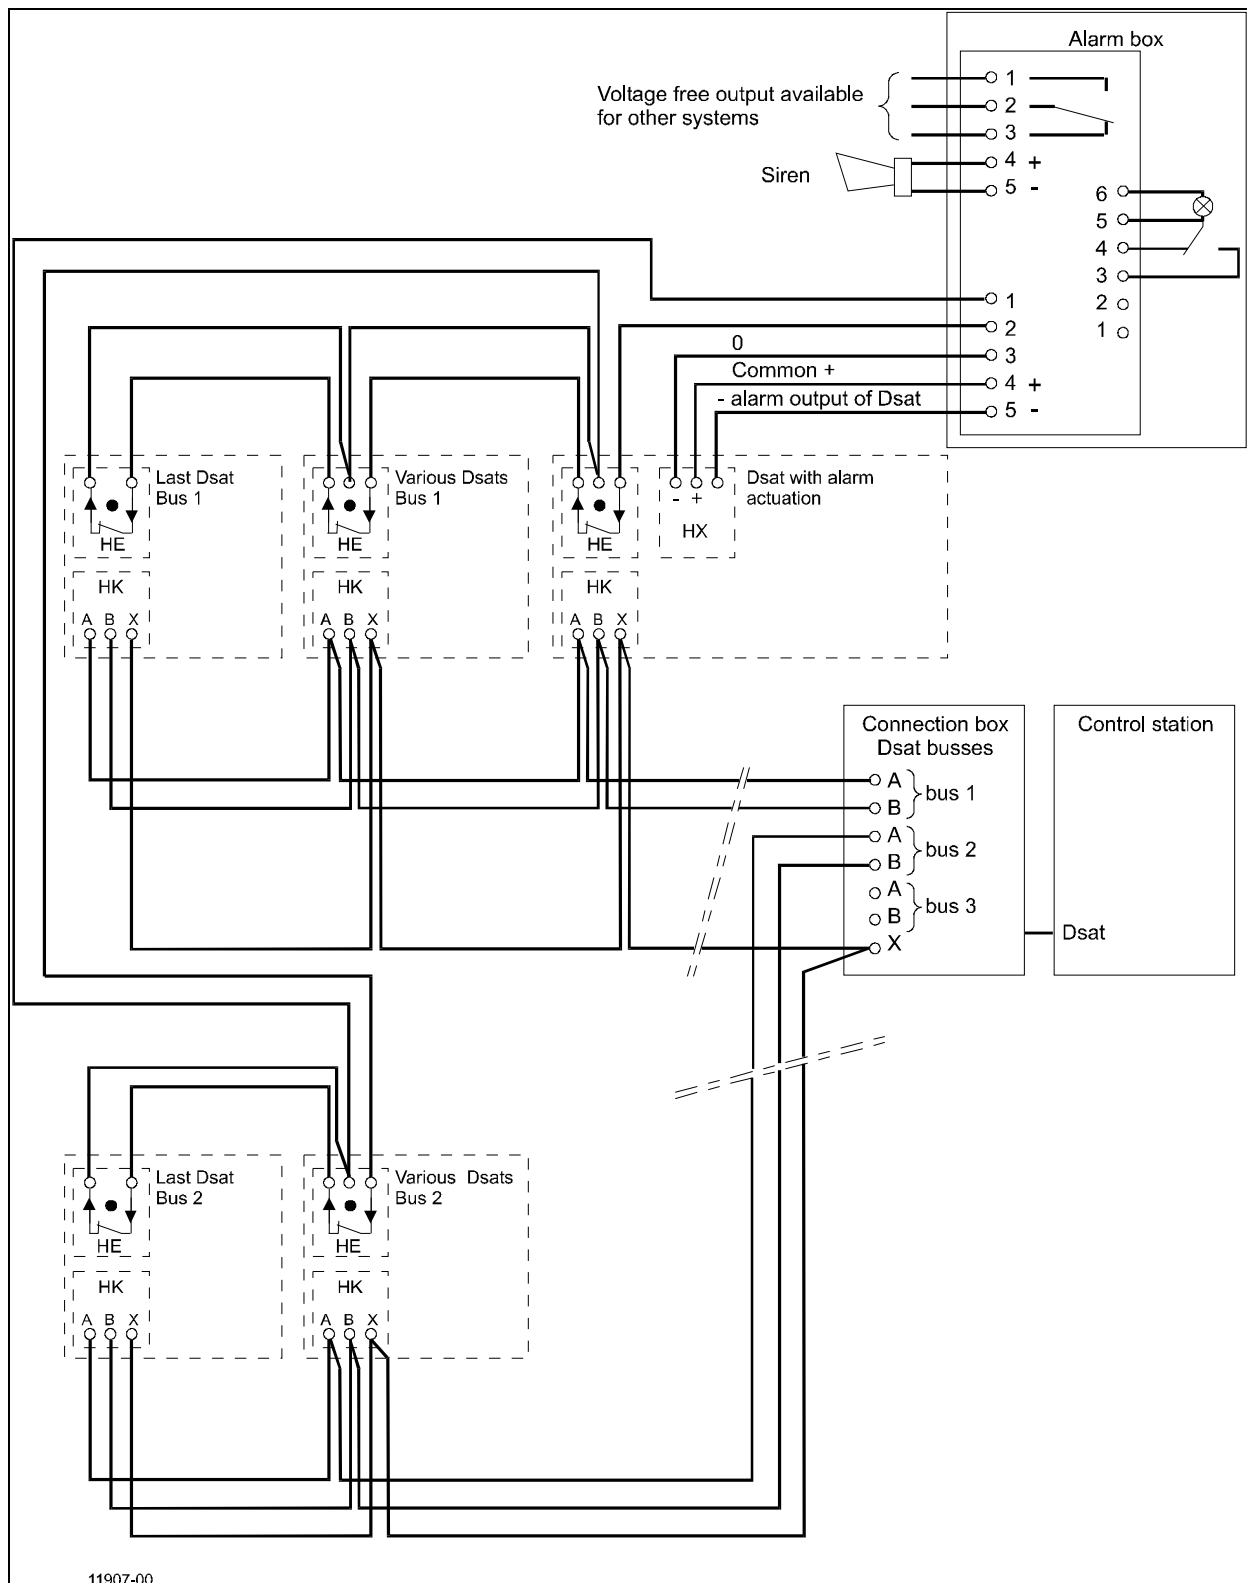 Alarm box
Voltage free output available
for other systems
1
2
3
4 +
5 -
Siren
6
5
4
3
2
1
1
2
3
4 +
5 -
0
Common +
- alarm output of Dsat
Last Dsat
Bus 1
HE
HK
A B X
Various Dsats
Bus 1
HE
HK
A B X
HE
HK
A B X
- +
HX
Dsat with alarm
actuation
Connection box
Dsat busses
A
B
bus 1
A
B
bus 2
A
B
bus 3
X
Control station
Dsat
Last Dsat
Bus 2
HE
HK
A B X
Various Dsats
Bus 2
HE
HK
A B X
11907-00